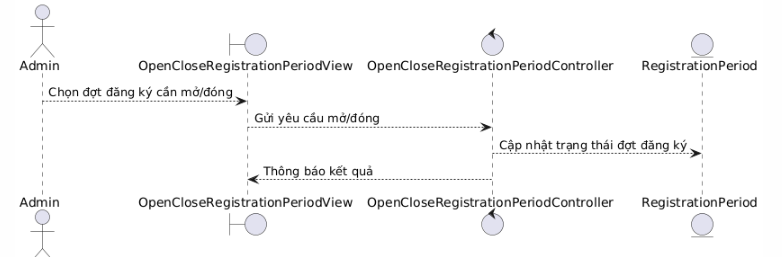 Admin
OpenCloseRegistrationPeriodView
OpenCloseRegistrationPeriodController
RegistrationPeriod
Chọn đợt đăng ký cần mở/đóng
Gửi yêu cầu mở/đóng
Cập nhật trạng thái đợt đăng ký
Thông báo kết quả
Admin
OpenCloseRegistrationPeriodView
OpenCloseRegistrationPeriodController
RegistrationPeriod